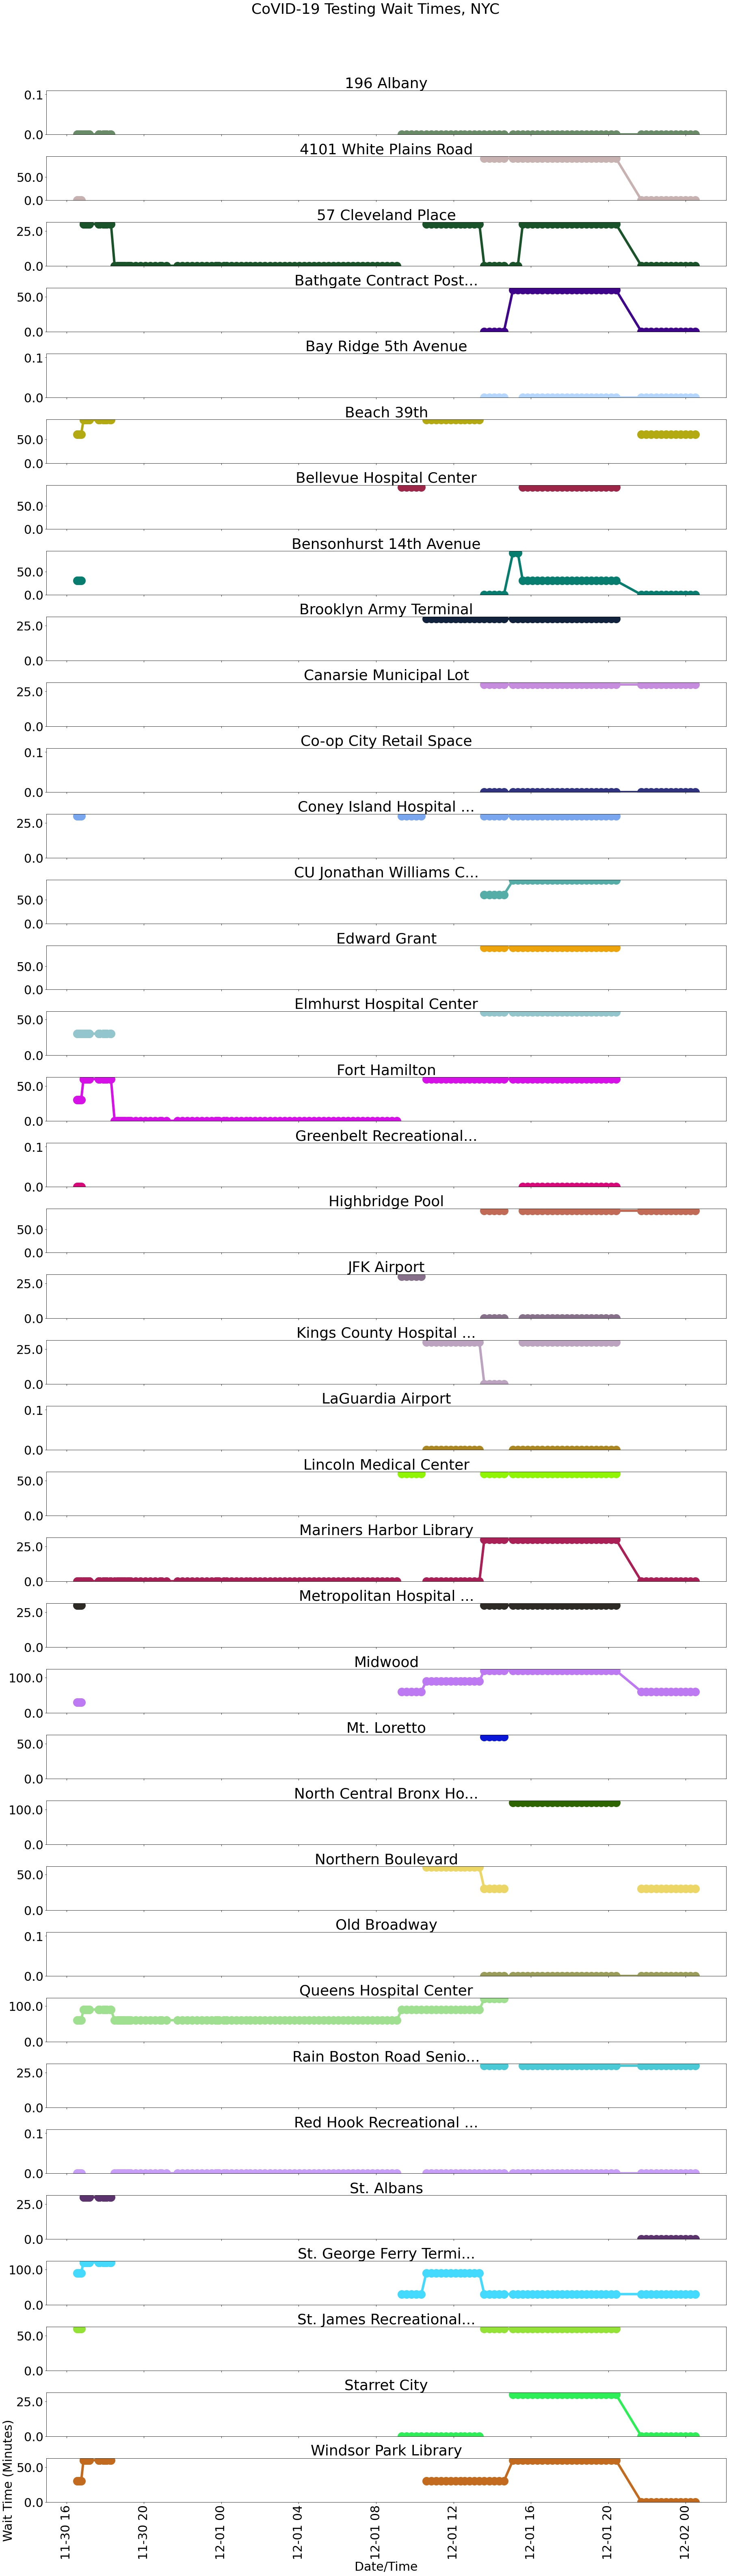 CoVID-19 Testing Wait Times, NYC
196 Albany
0.1
0.0
4101 White Plains Road
50.0
0.0
57 Cleveland Place
25.0
0.0
Bathgate Contract Post...
50.0
0.0
Bay Ridge 5th Avenue
0.1
0.0
Beach 39th
50.0
0.0
Bellevue Hospital Center
50.0
0.0
Bensonhurst 14th Avenue
50.0
0.0
Brooklyn Army Terminal
25.0
0.0
Canarsie Municipal Lot
25.0
0.0
Co-op City Retail Space
0.1
0.0
Coney Island Hospital ...
25.0
0.0
CU Jonathan Williams C...
50.0
0.0
Edward Grant
50.0
0.0
Elmhurst Hospital Center
50.0
0.0
Fort Hamilton
50.0
0.0
Greenbelt Recreational...
0.1
0.0
Highbridge Pool
50.0
0.0
JFK Airport
25.0
0.0
Kings County Hospital ...
25.0
0.0
LaGuardia Airport
0.1
0.0
Lincoln Medical Center
50.0
0.0
Mariners Harbor Library
25.0
0.0
Metropolitan Hospital ...
25.0
0.0
Midwood
100.0
0.0
Mt. Loretto
50.0
0.0
North Central Bronx Ho...
100.0
0.0
Northern Boulevard
50.0
0.0
Old Broadway
0.1
0.0
Queens Hospital Center
100.0
0.0
Rain Boston Road Senio...
25.0
0.0
Red Hook Recreational ...
0.1
0.0
St. Albans
25.0
0.0
St. George Ferry Termi...
100.0
0.0
St. James Recreational...
50.0
0.0
Starret City
25.0
0.0
Windsor Park Library
50.0
0.0
Wait Time (Minutes)
11-30 16
11-30 20
12-01 00
12-01 04
12-01 08
12-01 12
12-01 16
12-01 20
12-02 00
Date/Time